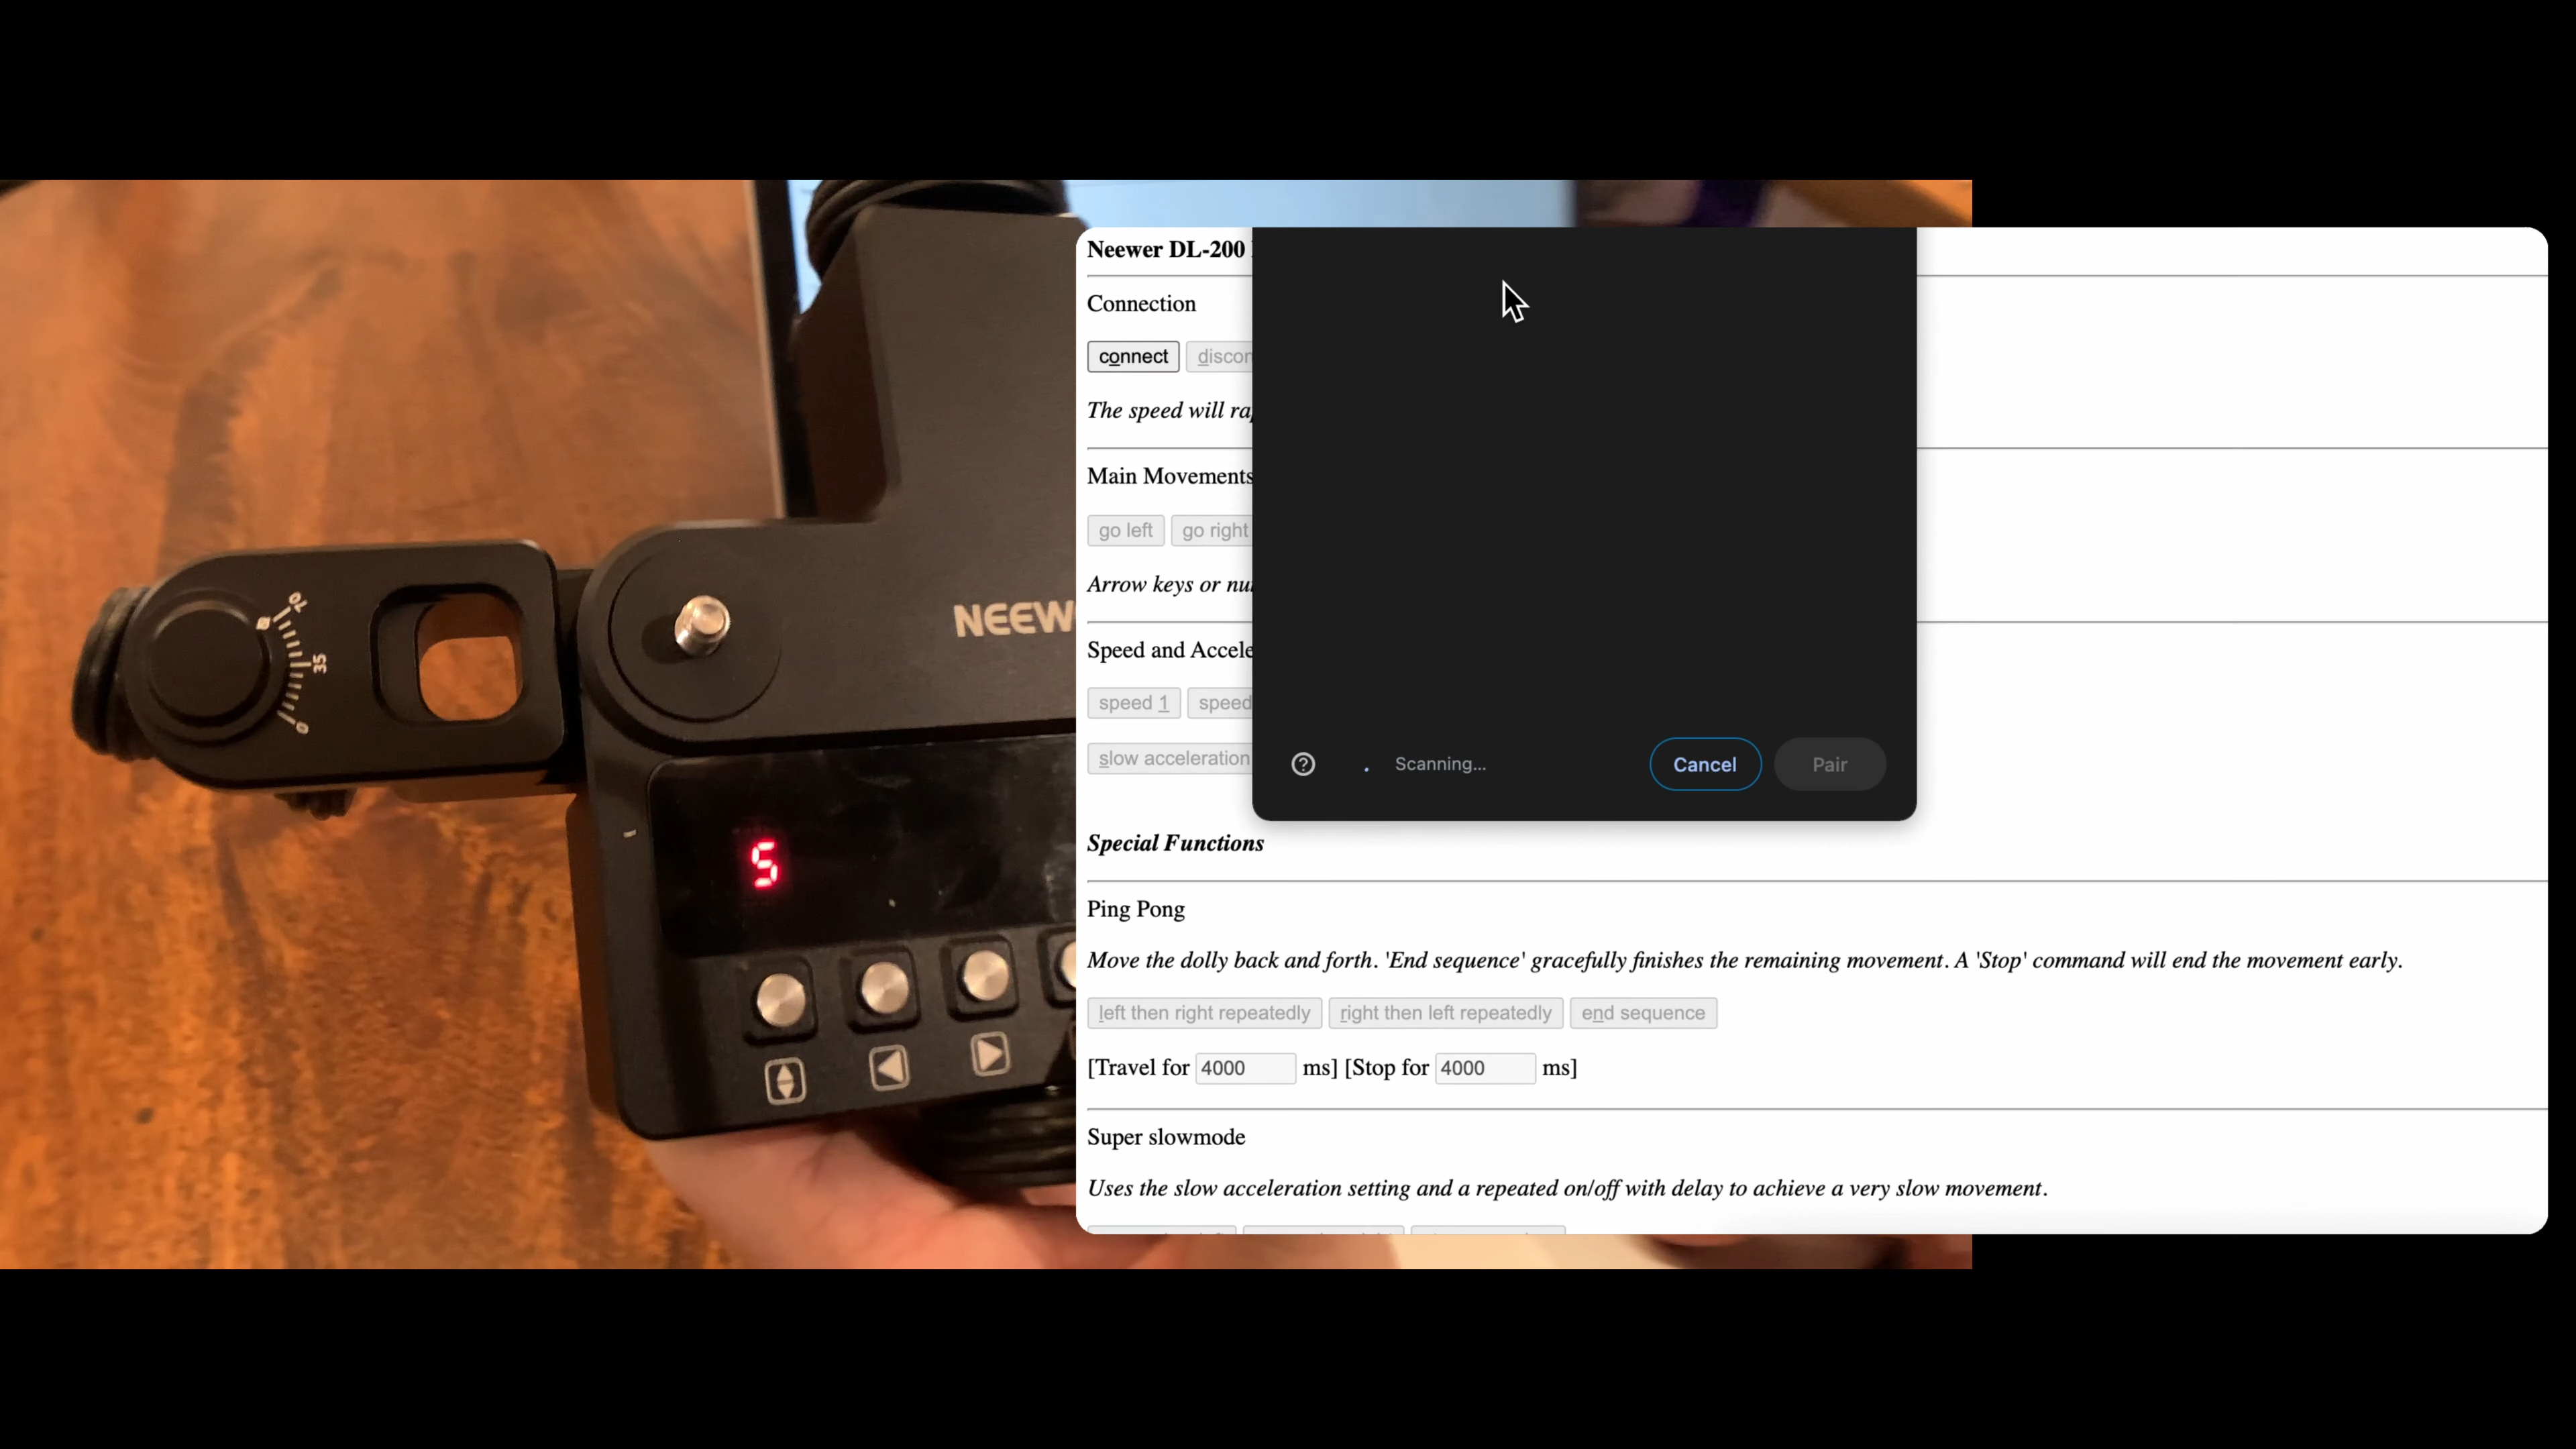 Neewer DL-200
Connection
connect discon
The speed will ra
Main Movements
go left go right
Arrow keys or nu
Speed and Accele
speed 1 speed
slow acceleration
? Scanning... Cancel Pair
Special Functions
Ping Pong
Move the dolly back and forth. 'End sequence' gracefully finishes the remaining movement. A 'Stop' command will end the movement early.
left then right repeatedly right then left repeatedly end sequence
[Travel for 4000 ms] [Stop for 4000 ms]
Super slowmode
Uses the slow acceleration setting and a repeated on/off with delay to achieve a very slow movement.
NEEW
70
35
0
5